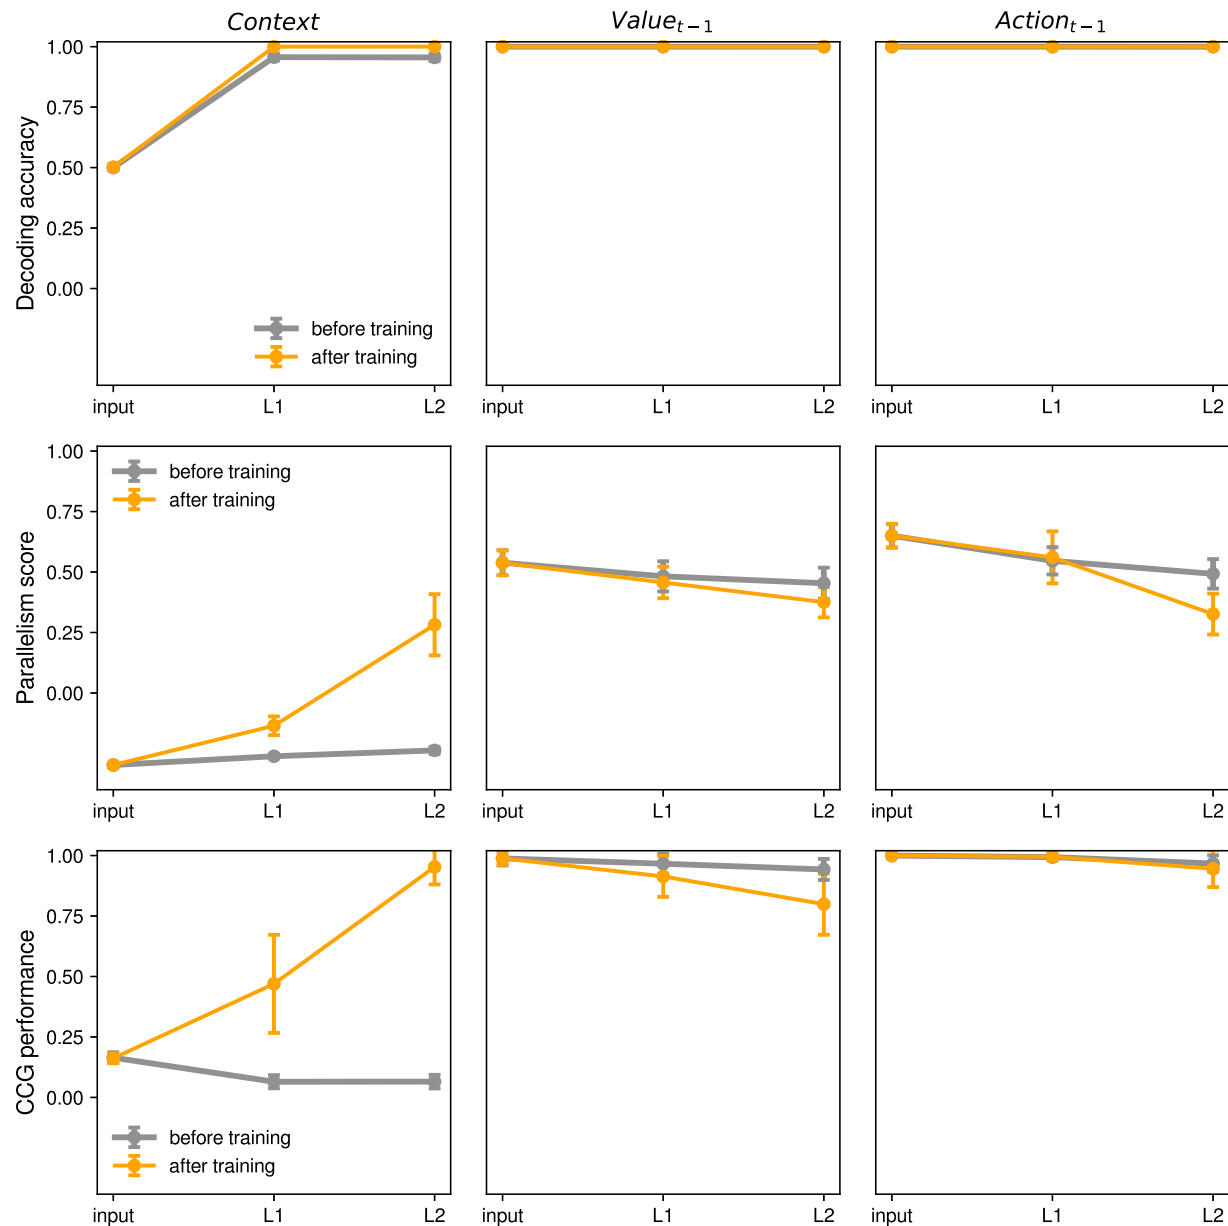 Context Value_{t−1} Action_{t−1}
Decoding accuracy
1.00
0.75
0.50
0.25
0.00
before training
after training
input L1 L2 input L1 L2 input L1 L2
Parallelism score
1.00
0.75
0.50
0.25
0.00
before training
after training
input L1 L2 input L1 L2 input L1 L2
CCG performance
1.00
0.75
0.50
0.25
0.00
before training
after training
input L1 L2 input L1 L2 input L1 L2